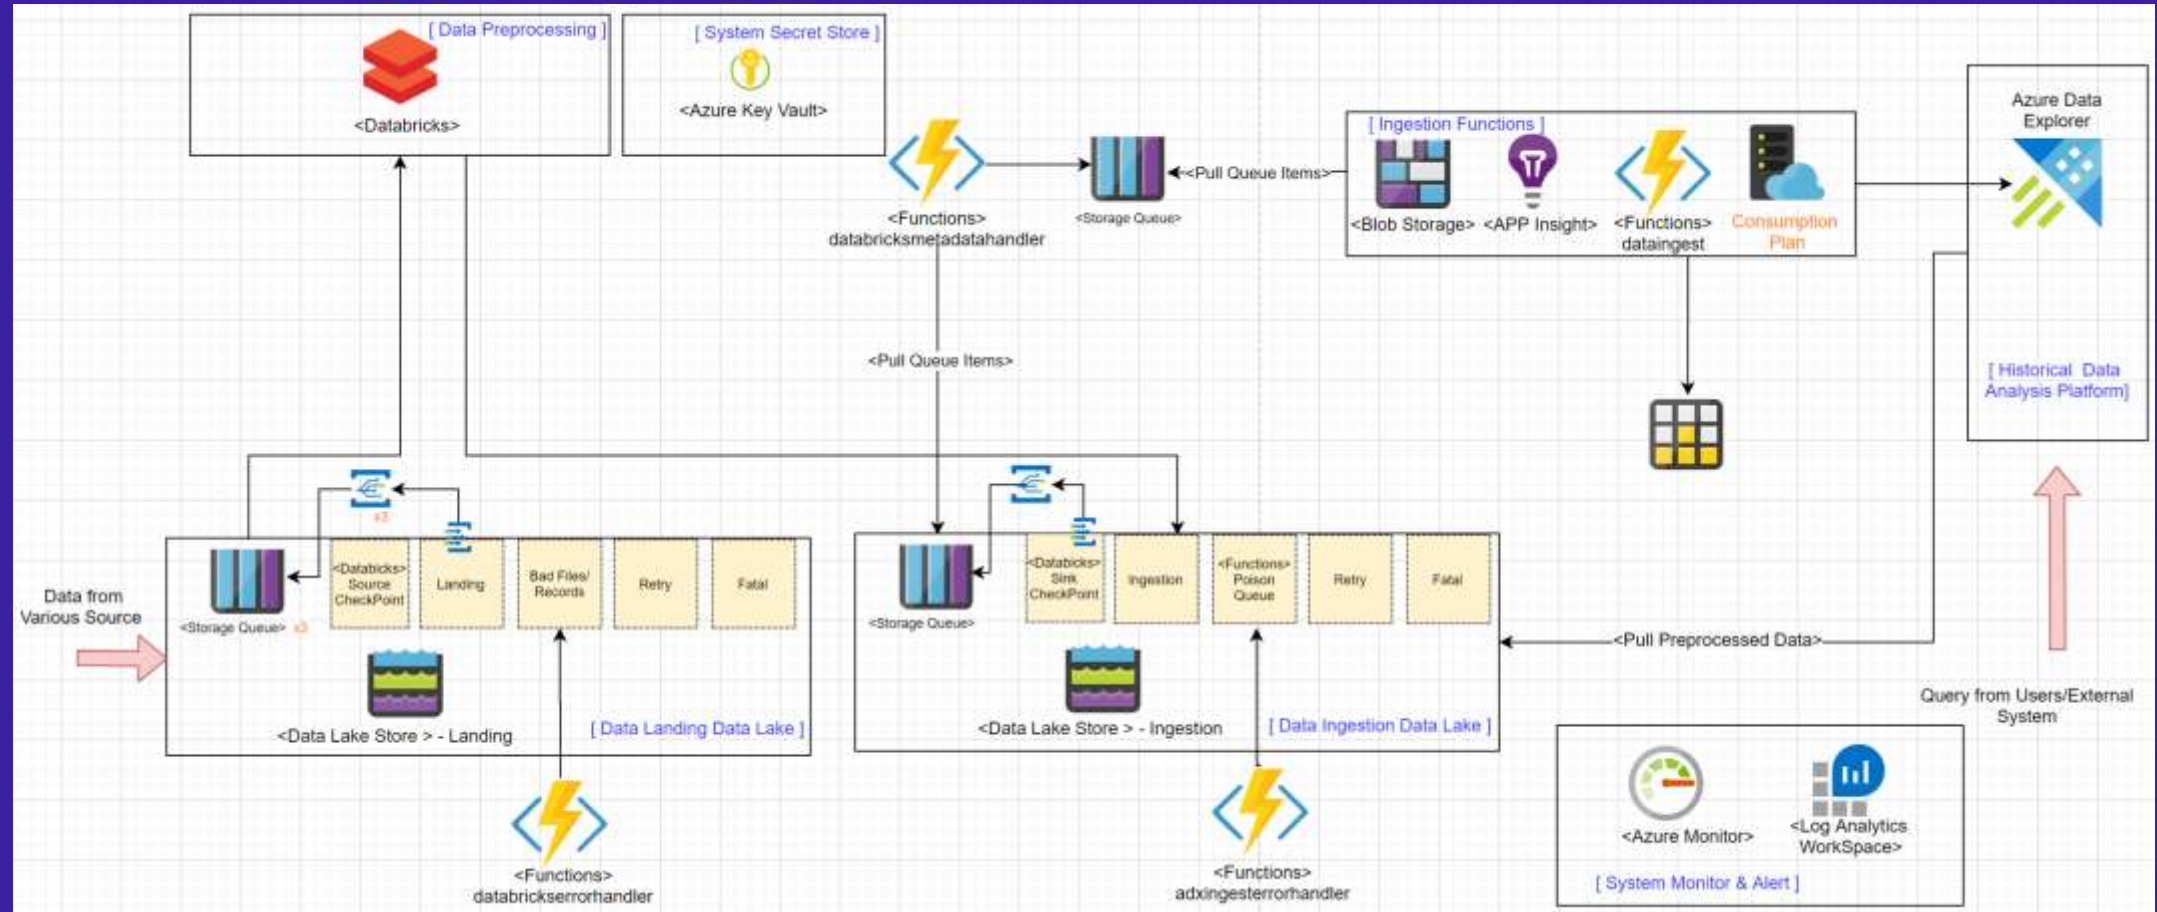 [ Data Preprocessing ]
<Databricks>
[ System Secret Store ]
<Azure Key Vault>
<Functions>
databricksmetadatahandler
<Storage Queue>
<Pull Queue Items>
[ Ingestion Functions ]
<Blob Storage>
<APP Insight>
<Functions>
dataingest
Consumption
Plan
Azure Data
Explorer
[ Historical Data
Analysis Platform]
<Pull Queue Items>
Data from
Various Source
x3
<Storage Queue> x3
<Databicks>
Source
CheckPoint
Landing
Bad Files/
Records
Retry
Fatal
<Data Lake Store > - Landing
[ Data Landing Data Lake ]
<Functions>
databrickserrorhandler
<Storage Queue>
<Databicks>
Sink
CheckPoint
Ingestion
<Functions>
Poison
Queue
Retry
Fatal
<Data Lake Store > - Ingestion
[ Data Ingestion Data Lake ]
<Functions>
adxingesterrorhandler
<Pull Preprocessed Data>
Query from Users/External
System
<Azure Monitor>
<Log Analytics
WorkSpace>
[ System Monitor & Alert ]